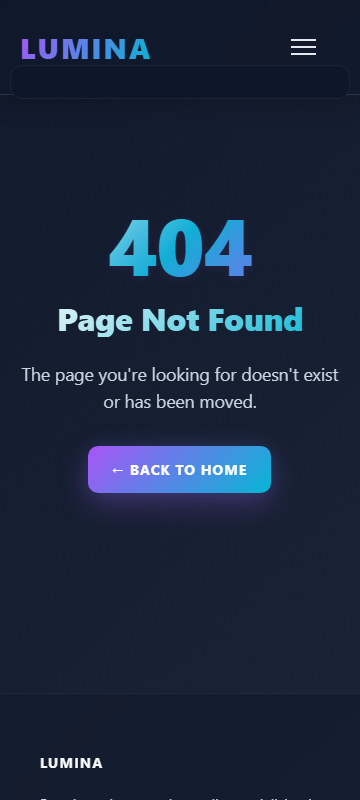 LUMINA
404
Page Not Found
The page you're looking for doesn't exist
or has been moved.
← BACK TO HOME
LUMINA